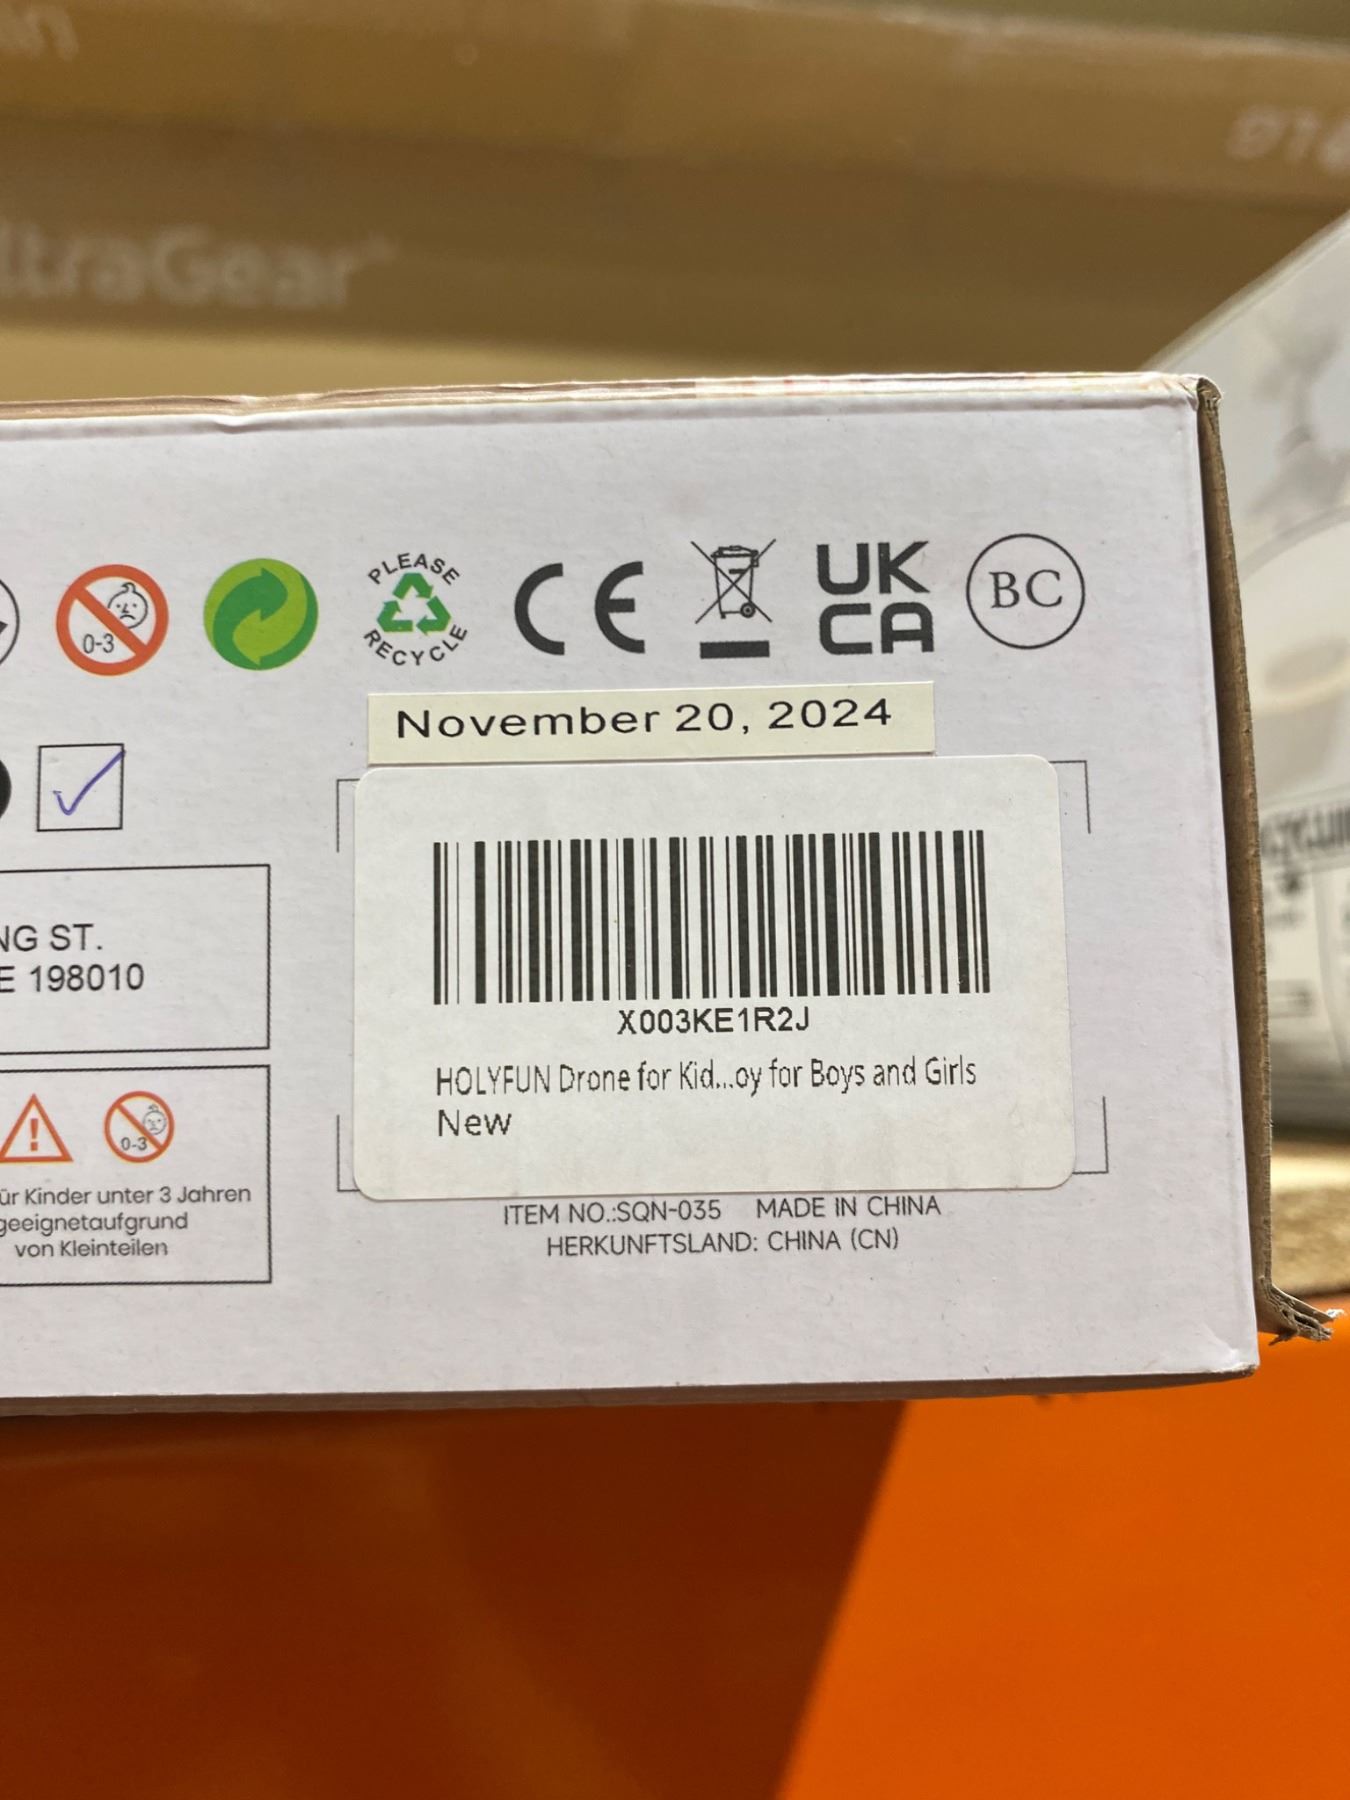 UltraGear
0-3
PLEASE
RECYCLE
CE
UK
CA
BC
November 20, 2024
NG ST.
E 198010
X003KE1R2J
HOLYFUN Drone for Kid...oy for Boys and Girls
New
0-3
ür Kinder unter 3 Jahren
geeignetaufgrund
von Kleinteilen
ITEM NO.:SQN-035 MADE IN CHINA
HERKUNFTSLAND: CHINA (CN)